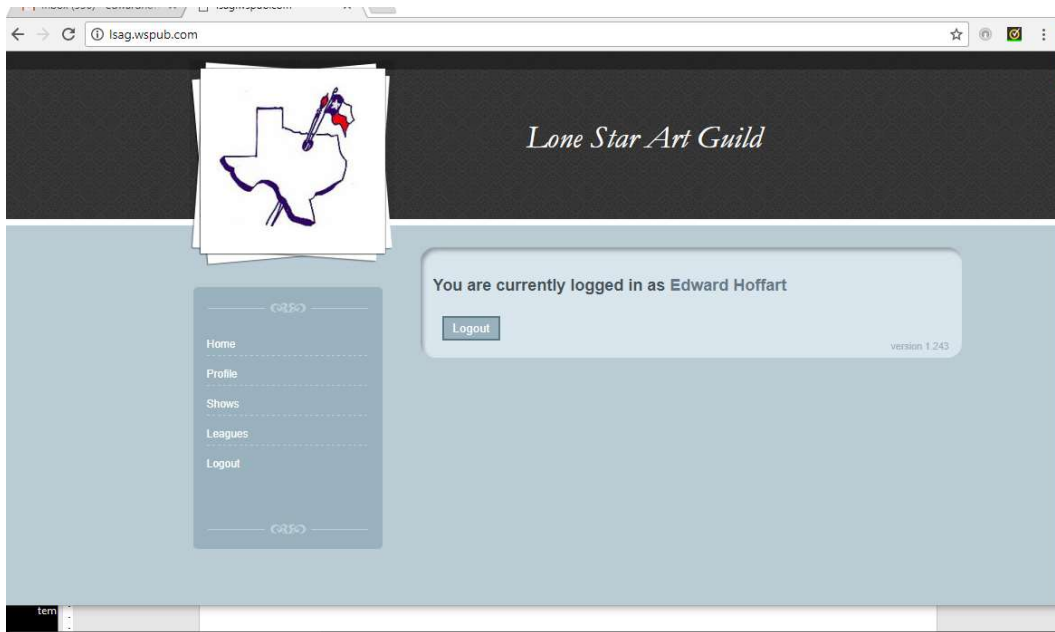 lsag.wspub.com
Lone Star Art Guild
You are currently logged in as Edward Hoffart
Logout
version 1.243
Home
Profile
Shows
Leagues
Logout
tem